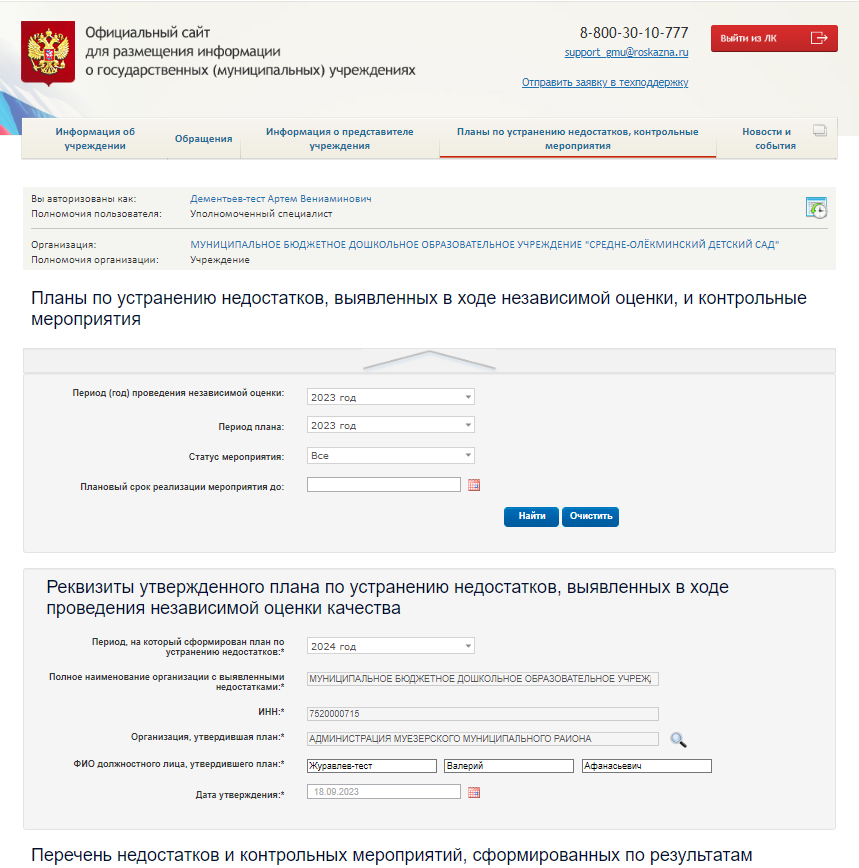 Официальный сайт
для размещения информации
о государственных (муниципальных) учреждениях
8-800-30-10-777
support_gmu@roskazna.ru
Отправить заявку в техподдержку
Выйти из ЛК
Информация об
учреждении
Обращения
Информация о представителе
учреждения
Планы по устранению недостатков, контрольные
мероприятия
Новости и
события
Вы авторизованы как: Дементьев-тест Артем Вениаминович
Полномочия пользователя: Уполномоченный специалист
Организация: МУНИЦИПАЛЬНОЕ БЮДЖЕТНОЕ ДОШКОЛЬНОЕ ОБРАЗОВАТЕЛЬНОЕ УЧРЕЖДЕНИЕ "СРЕДНЕ-ОЛЁКМИНСКИЙ ДЕТСКИЙ САД"
Полномочия организации: Учреждение
Планы по устранению недостатков, выявленных в ходе независимой оценки, и контрольные
мероприятия
Период (год) проведения независимой оценки: 2023 год
Период плана: 2023 год
Статус мероприятия: Все
Плановый срок реализации мероприятия до:
Найти Очистить
Реквизиты утвержденного плана по устранению недостатков, выявленных в ходе
проведения независимой оценки качества
Период, на который сформирован план по
устранению недостатков:* 2024 год
Полное наименование организации с выявленными
недостатками:* МУНИЦИПАЛЬНОЕ БЮДЖЕТНОЕ ДОШКОЛЬНОЕ ОБРАЗОВАТЕЛЬНОЕ УЧРЕЖ
ИНН:* 7520000715
Организация, утвердившая план:* АДМИНИСТРАЦИЯ МУЕЗЕРСКОГО МУНИЦИПАЛЬНОГО РАЙОНА
ФИО должностного лица, утвердившего план:* Журавлев-тест Валерий Афанасьевич
Дата утверждения:* 18.09.2023
Перечень недостатков и контрольных мероприятий, сформированных по результатам